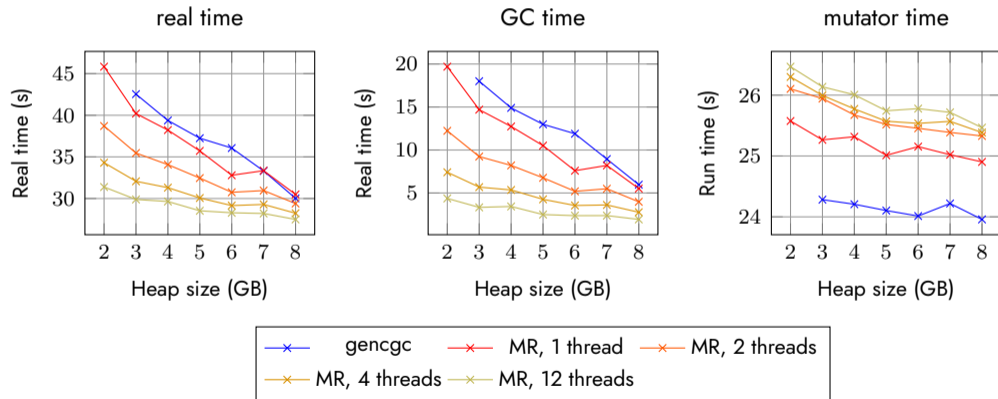 real time
GC time
mutator time
Real time (s)
45
40
35
30
2 3 4 5 6 7 8
Heap size (GB)
Real time (s)
20
15
10
5
2 3 4 5 6 7 8
Heap size (GB)
Run time (s)
26
25
24
2 3 4 5 6 7 8
Heap size (GB)
gencgc MR, 1 thread MR, 2 threads
MR, 4 threads MR, 12 threads